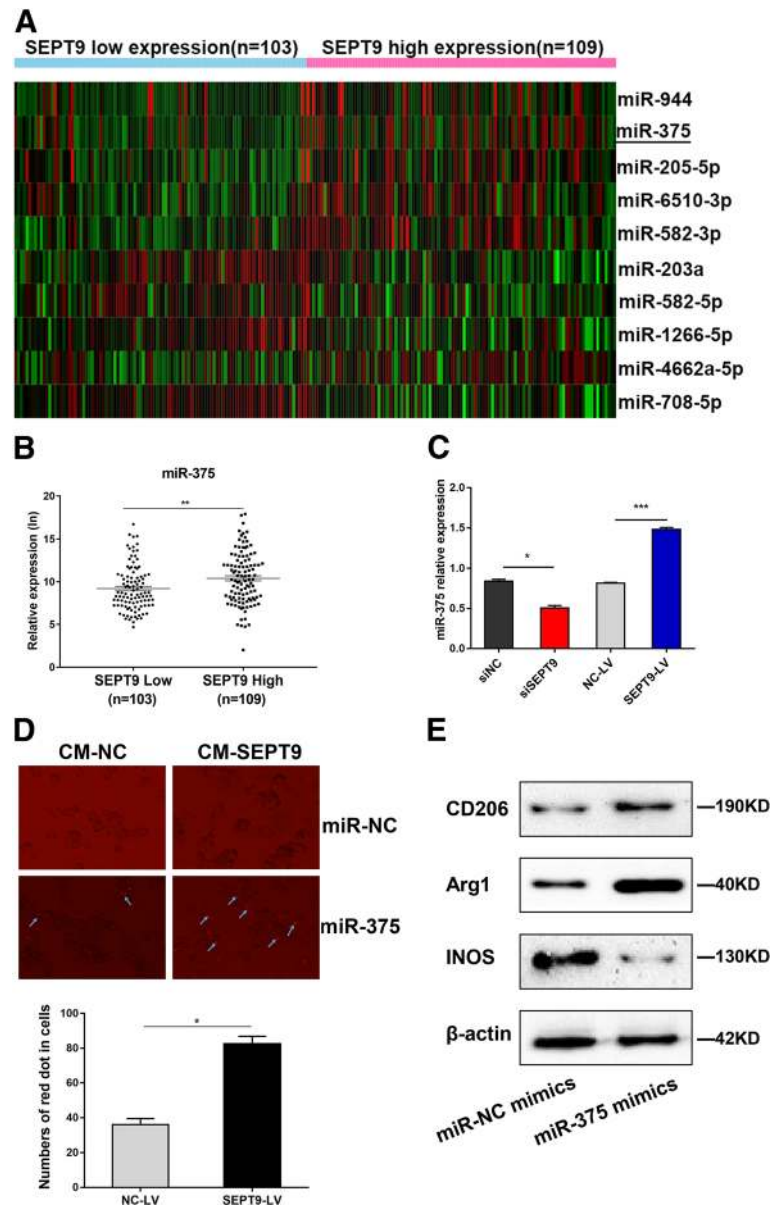 A
SEPT9 low expression(n=103) SEPT9 high expression(n=109)
miR-944
miR-375
miR-205-5p
miR-6510-3p
miR-582-3p
miR-203a
miR-582-5p
miR-1266-5p
miR-4662a-5p
miR-708-5p
B
miR-375
**
Relative expression (ln)
20
15
10
5
0
SEPT9 Low
(n=103)
SEPT9 High
(n=109)
C
miR-375 relative expression
2.0
1.5
1.0
0.5
0.0
*
***
siNC
siSEPT9
NC-LV
SEPT9-LV
D
CM-NC CM-SEPT9
miR-NC
miR-375
Numbers of red dot in cells
100
80
60
40
20
0
*
NC-LV
SEPT9-LV
E
CD206 190KD
Arg1 40KD
INOS 130KD
β-actin 42KD
miR-NC mimics
miR-375 mimics